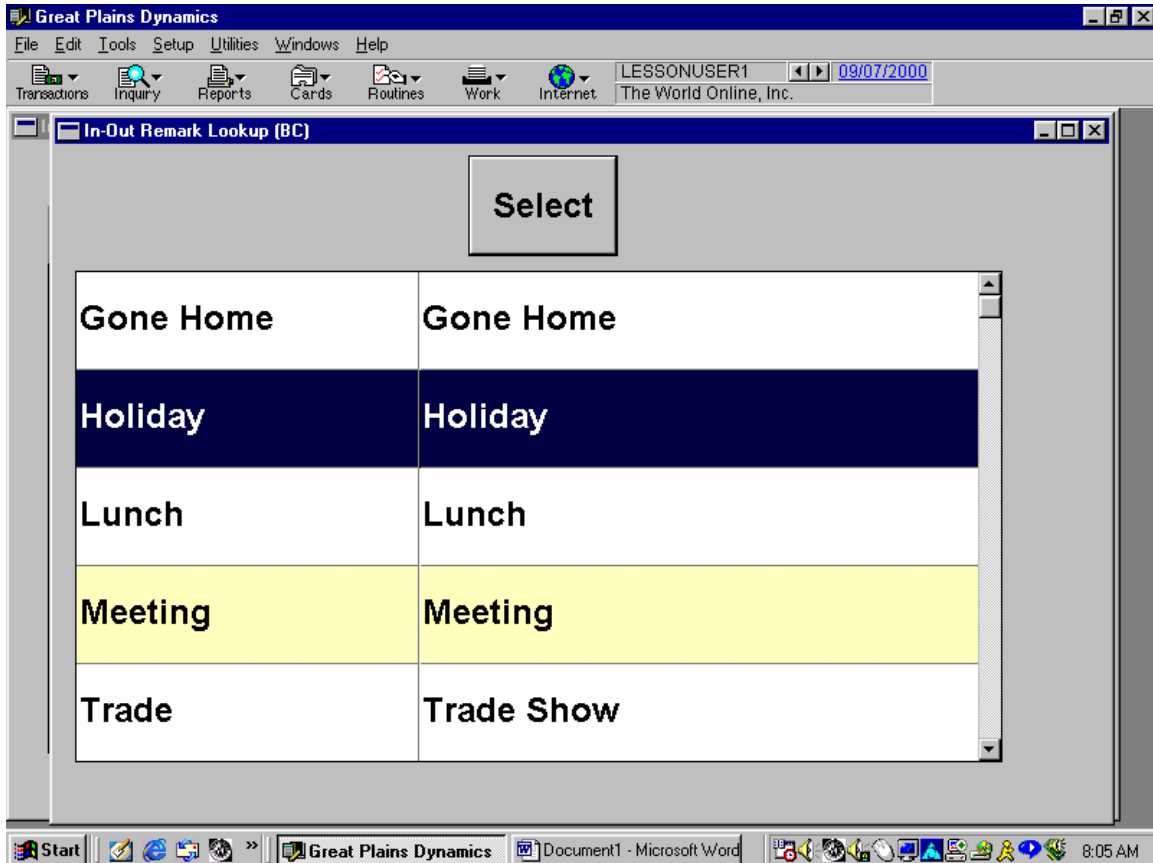 Great Plains Dynamics
File Edit Tools Setup Utilities Windows Help
Transactions Inquiry Reports Cards Routines Work Internet LESSONUSER1 09/07/2000
The World Online, Inc.
In-Out Remark Lookup (BC)
Select
Gone Home Gone Home
Holiday Holiday
Lunch Lunch
Meeting Meeting
Trade Trade Show
Start » Great Plains Dynamics Document1 - Microsoft Word 8:05 AM